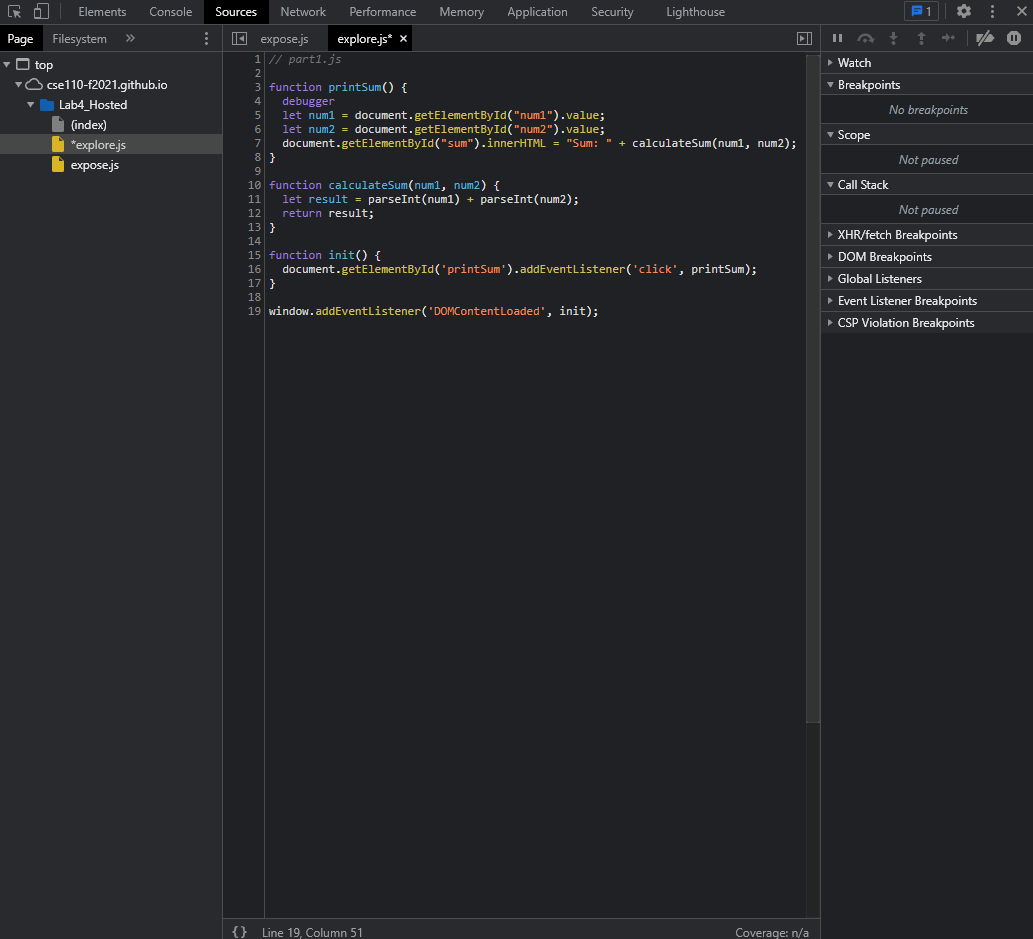 Elements Console Sources Network Performance Memory Application Security Lighthouse 1
Page Filesystem »
expose.js explore.js* ×
top
cse110-f2021.github.io
Lab4_Hosted
(index)
*explore.js
expose.js
1 // part1.js
2
3 function printSum() {
4   debugger
5   let num1 = document.getElementById("num1").value;
6   let num2 = document.getElementById("num2").value;
7   document.getElementById("sum").innerHTML = "Sum: " + calculateSum(num1, num2);
8 }
9
10 function calculateSum(num1, num2) {
11   let result = parseInt(num1) + parseInt(num2);
12   return result;
13 }
14
15 function init() {
16   document.getElementById('printSum').addEventListener('click', printSum);
17 }
18
19 window.addEventListener('DOMContentLoaded', init);
{} Line 19, Column 51 Coverage: n/a
Watch
Breakpoints
No breakpoints
Scope
Not paused
Call Stack
Not paused
XHR/fetch Breakpoints
DOM Breakpoints
Global Listeners
Event Listener Breakpoints
CSP Violation Breakpoints